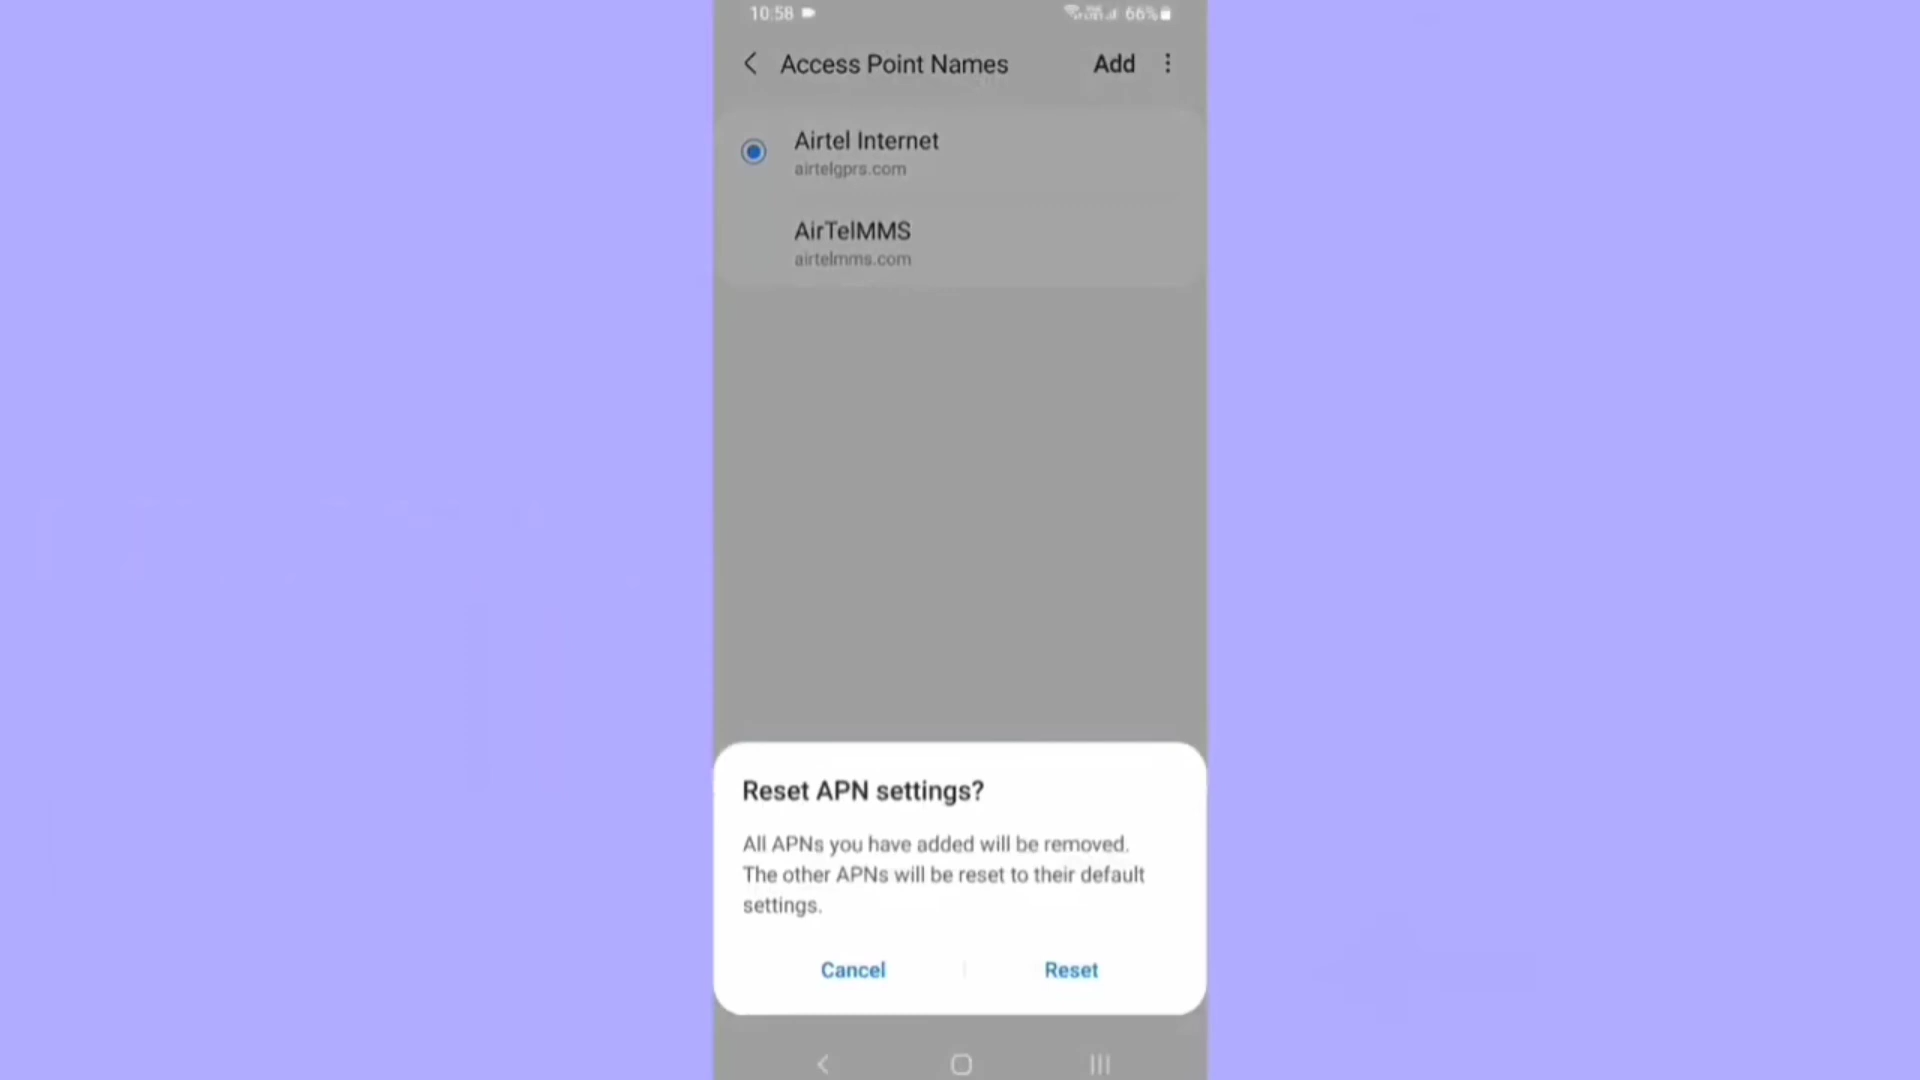 10:58 66%
Access Point Names Add
Airtel Internet
airtelgprs.com
AirTelMMS
airtelmms.com
Reset APN settings?
All APNs you have added will be removed.
The other APNs will be reset to their default
settings.
Cancel Reset